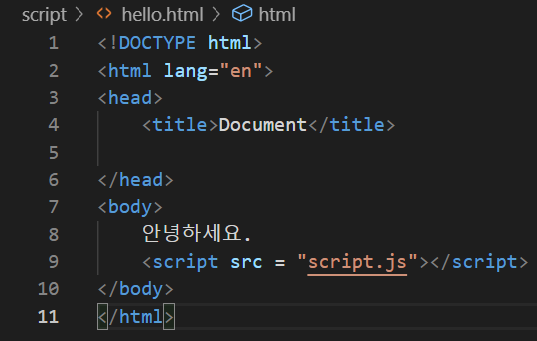 script > hello.html > html
1 <!DOCTYPE html>
2 <html lang="en">
3 <head>
4     <title>Document</title>
5
6 </head>
7 <body>
8     안녕하세요.
9     <script src = "script.js"></script>
10 </body>
11 </html>